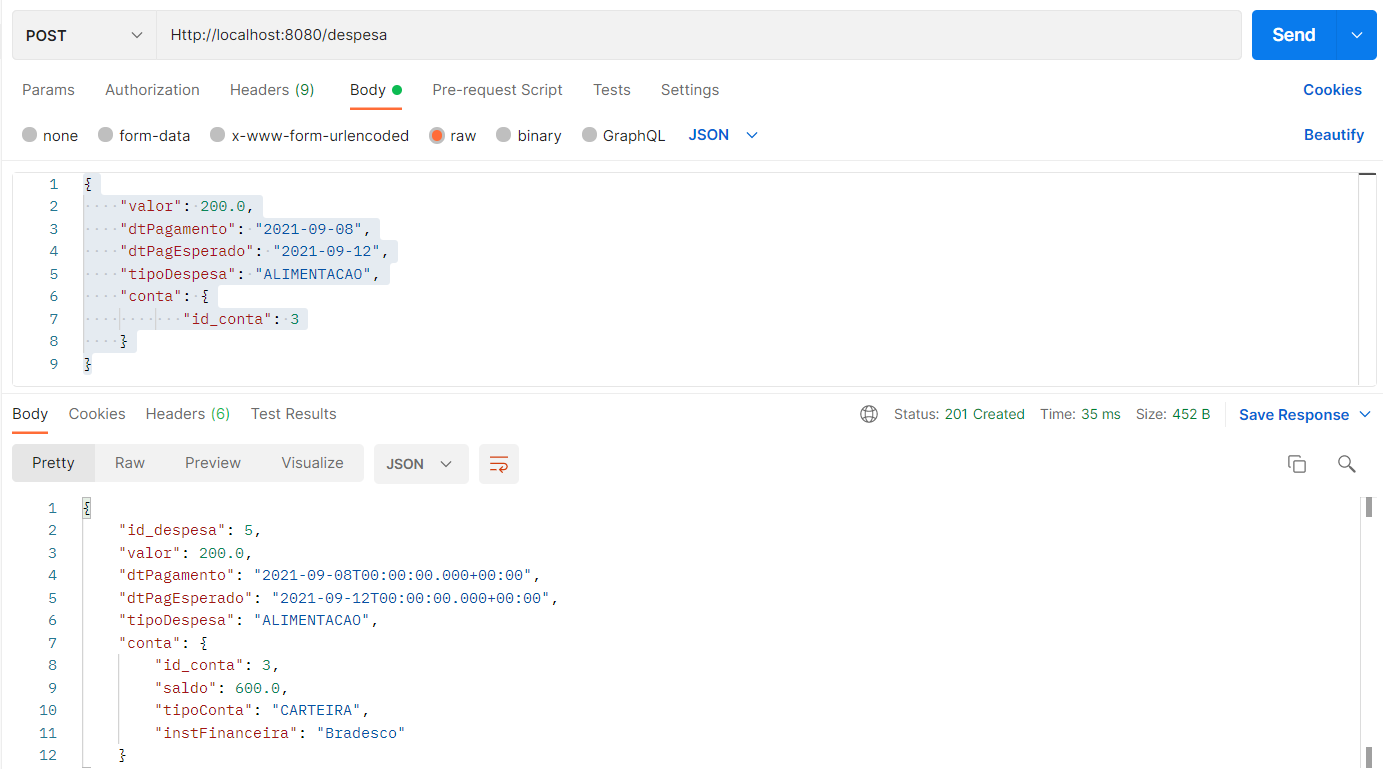 POST Http://localhost:8080/despesa Send
Params Authorization Headers (9) Body Pre-request Script Tests Settings Cookies
none form-data x-www-form-urlencoded raw binary GraphQL JSON Beautify
1 {
2 "valor": 200.0,
3 "dtPagamento": "2021-09-08",
4 "dtPagEsperado": "2021-09-12",
5 "tipoDespesa": "ALIMENTACAO",
6 "conta": {
7 "id_conta": 3
8 }
9 }
Body Cookies Headers (6) Test Results Status: 201 Created Time: 35 ms Size: 452 B Save Response
Pretty Raw Preview Visualize JSON
1 {
2 "id_despesa": 5,
3 "valor": 200.0,
4 "dtPagamento": "2021-09-08T00:00:00.000+00:00",
5 "dtPagEsperado": "2021-09-12T00:00:00.000+00:00",
6 "tipoDespesa": "ALIMENTACAO",
7 "conta": {
8 "id_conta": 3,
9 "saldo": 600.0,
10 "tipoConta": "CARTEIRA",
11 "instFinanceira": "Bradesco"
12 }